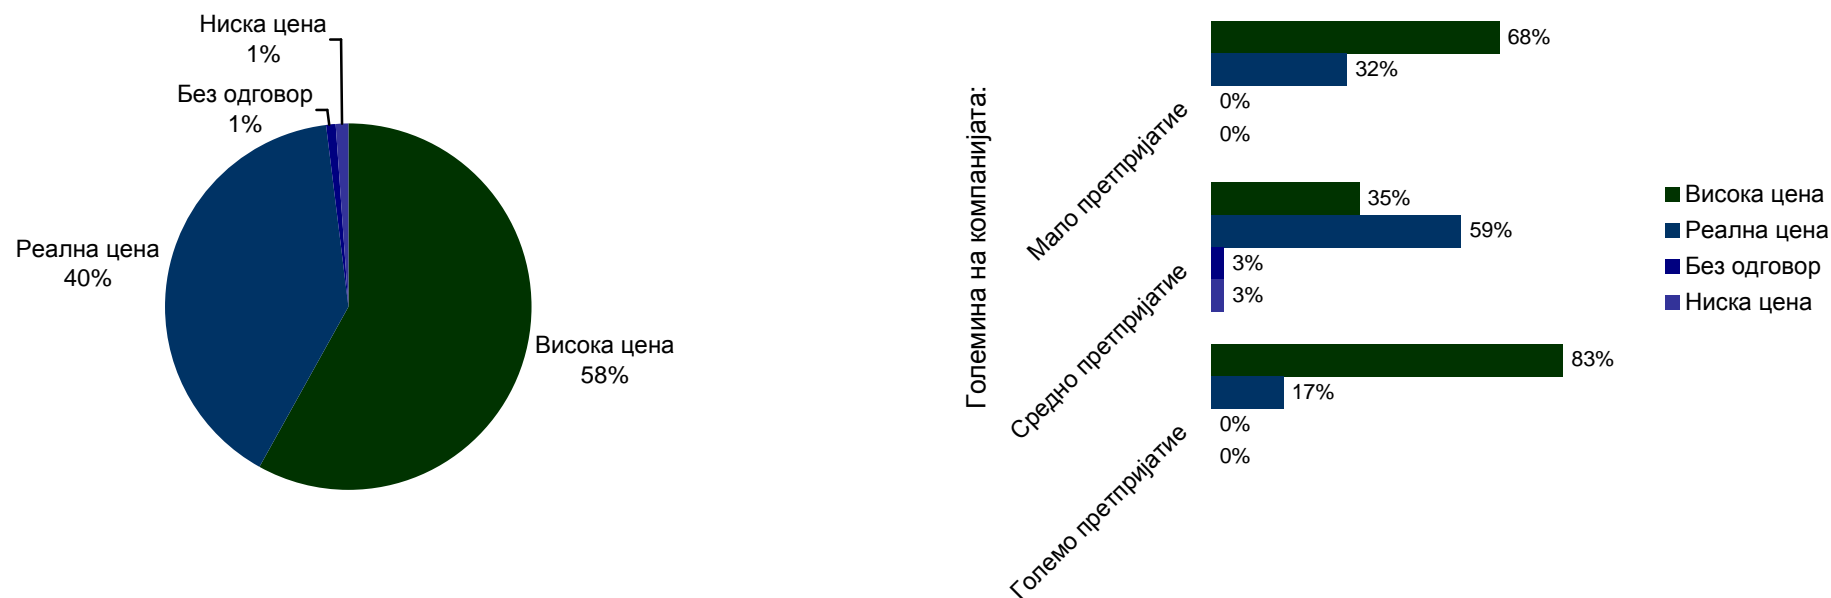 Ниска цена
1%
Без одговор
1%
Реална цена
40%
Висока цена
58%
Големина на компанијата:
Мало претпријатие
68%
32%
0%
0%
Средно претпријатие
35%
59%
3%
3%
Големо претпријатие
83%
17%
0%
0%
Висока цена
Реална цена
Без одговор
Ниска цена